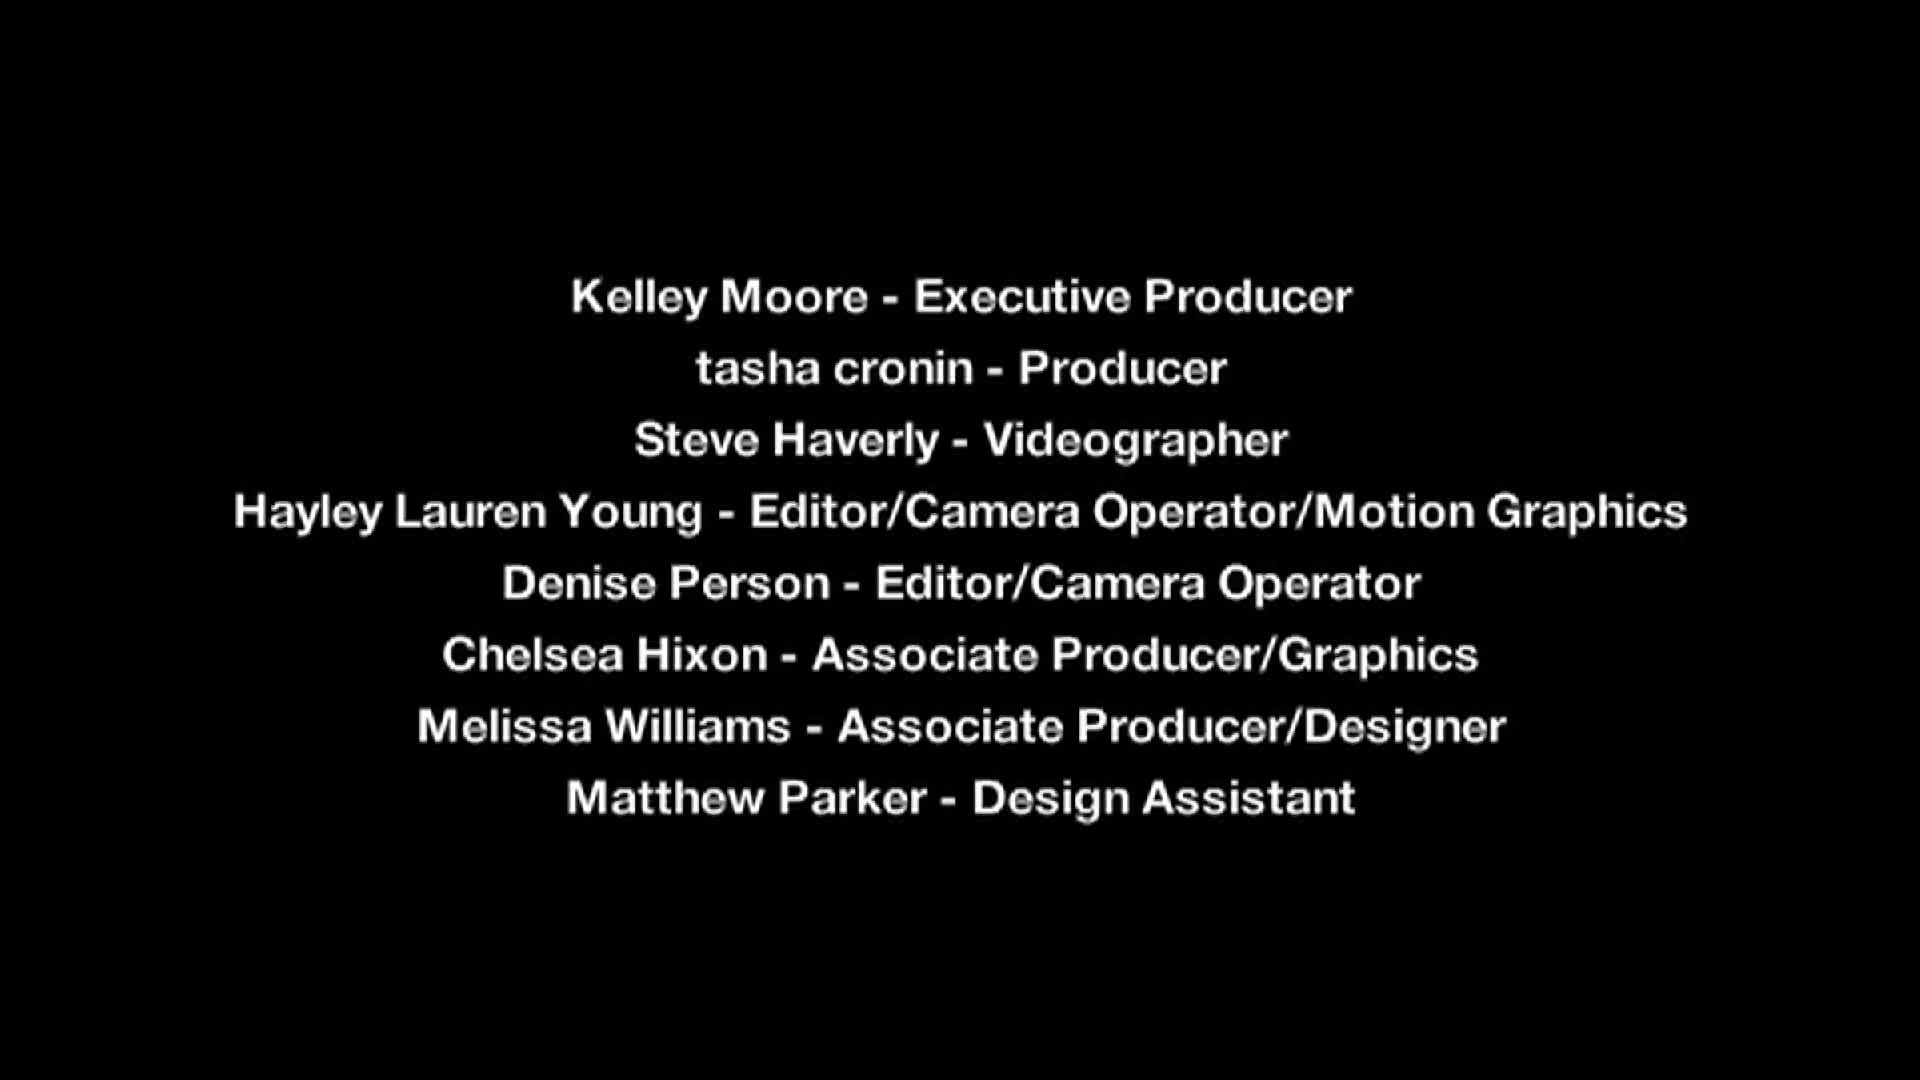 Kelley Moore - Executive Producer
tasha cronin - Producer
Steve Haverly - Videographer
Hayley Lauren Young - Editor/Camera Operator/Motion Graphics
Denise Person - Editor/Camera Operator
Chelsea Hixon - Associate Producer/Graphics
Melissa Williams - Associate Producer/Designer
Matthew Parker - Design Assistant